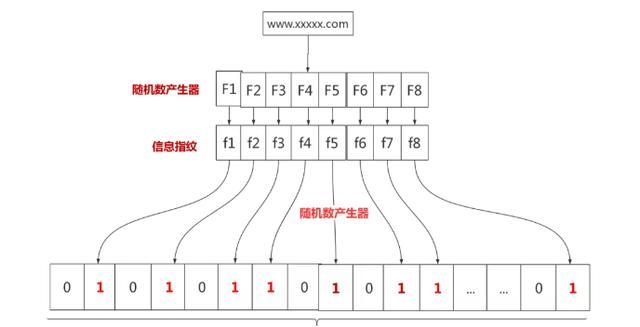 www.xxxxx.com
随机数产生器 F1 F2 F3 F4 F5 F6 F7 F8
信息指纹 f1 f2 f3 f4 f5 f6 f7 f8
随机数产生器
0 1 0 1 0 1 1 0 1 0 1 1 ... ... 0 1